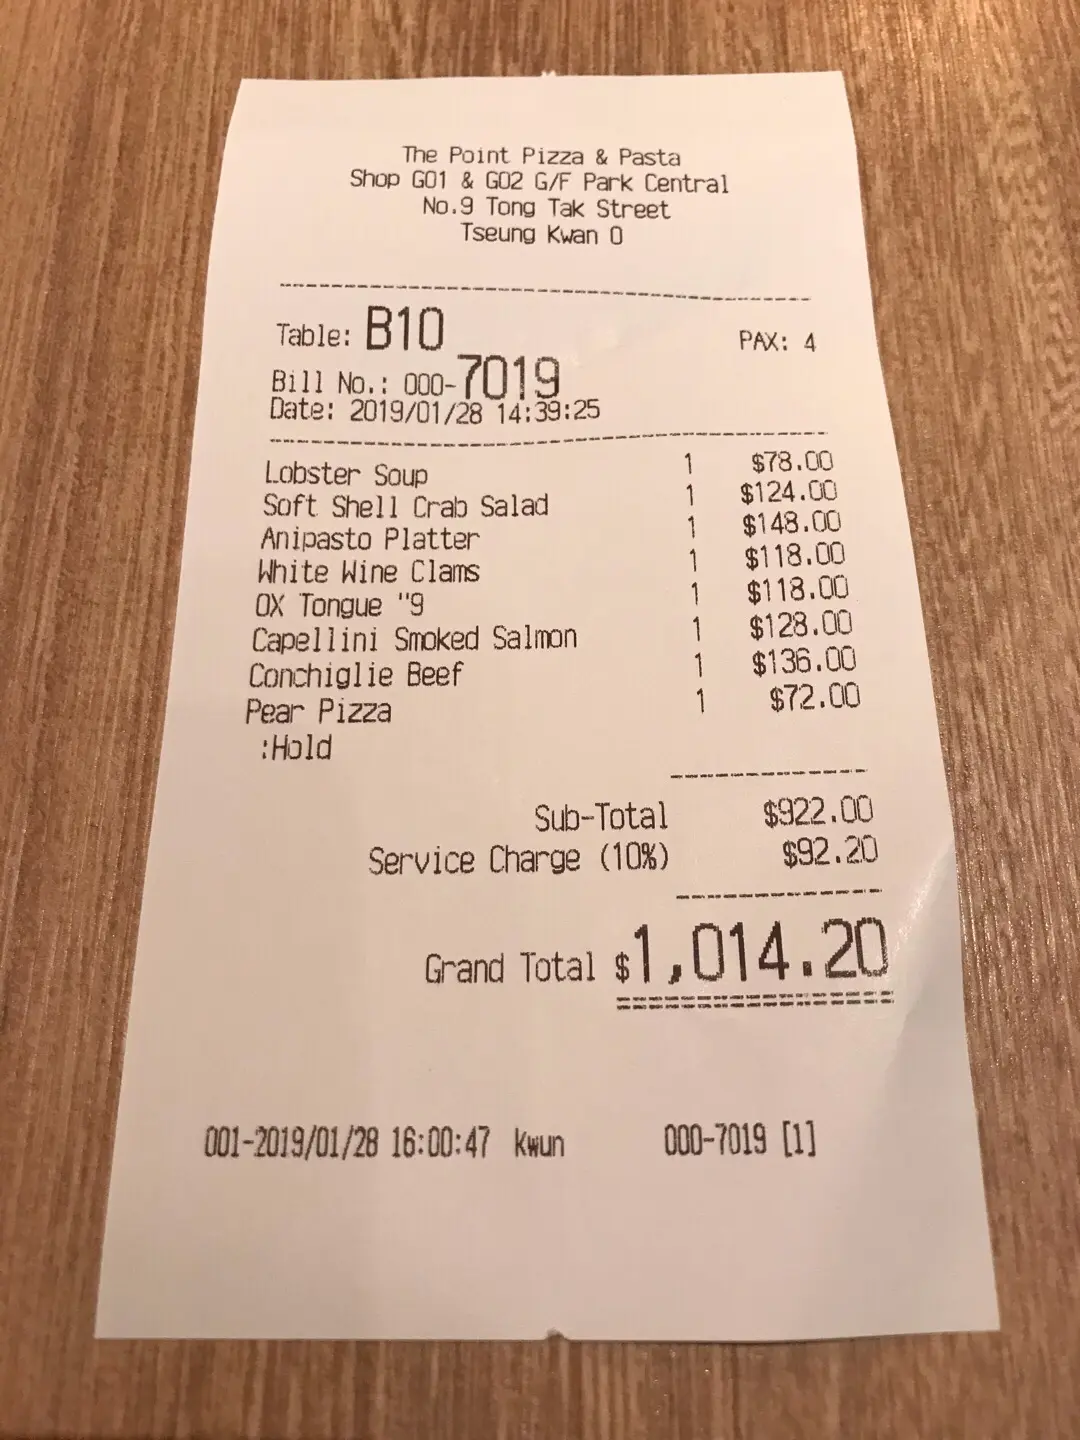 The Point Pizza & Pasta
Shop G01 & G02 G/F Park Central
No.9 Tong Tak Street
Tseung Kwan O
Table: B10 PAX: 4
Bill No.: 000-7019
Date: 2019/01/28 14:39:25
Lobster Soup 1 $78.00
Soft Shell Crab Salad 1 $124.00
Anipasto Platter 1 $148.00
White Wine Clams 1 $118.00
OX Tongue "9 1 $118.00
Capellini Smoked Salmon 1 $128.00
Conchiglie Beef 1 $136.00
Pear Pizza 1 $72.00
:Hold
Sub-Total $922.00
Service Charge (10%) $92.20
Grand Total $1,014.20
001-2019/01/28 16:00:47 Kwun 000-7019 [1]